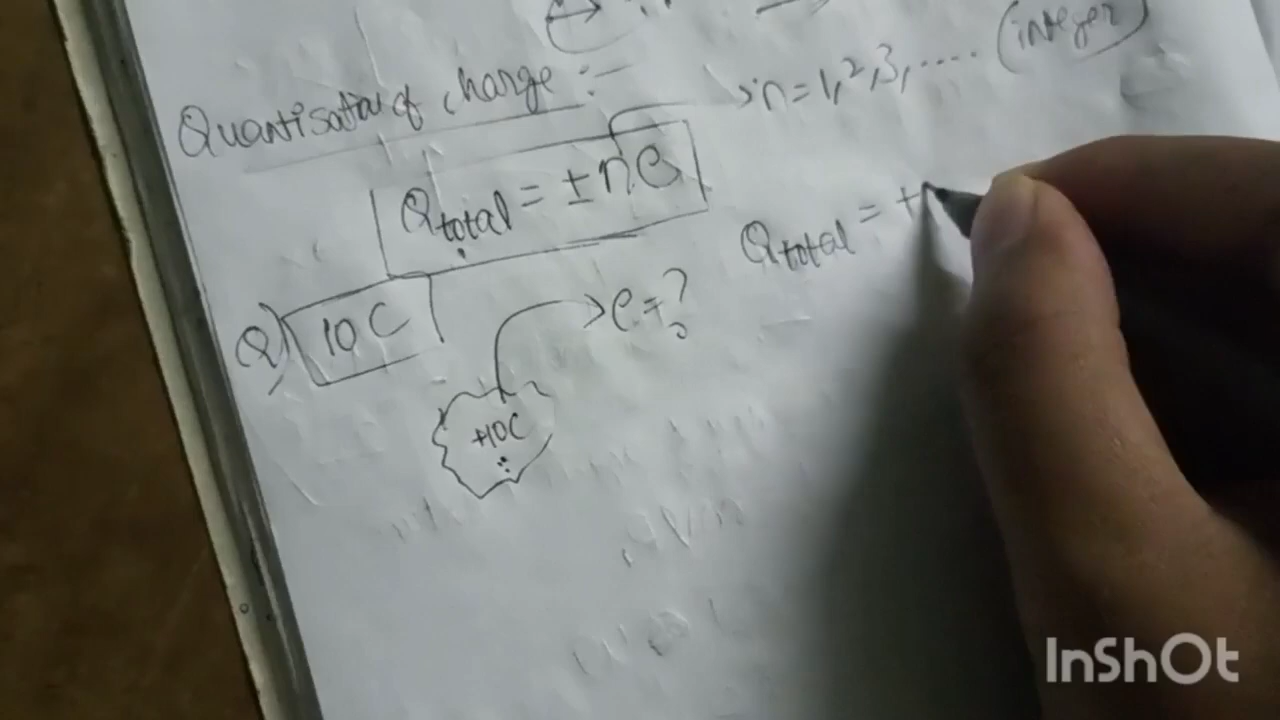 Quantisation of charge :-
→ n = 1, 2, 3, .... (integer)
Qtotal = ± ne
Qtotal = +
Q) 10 C
e = ?
+10C
InShOt